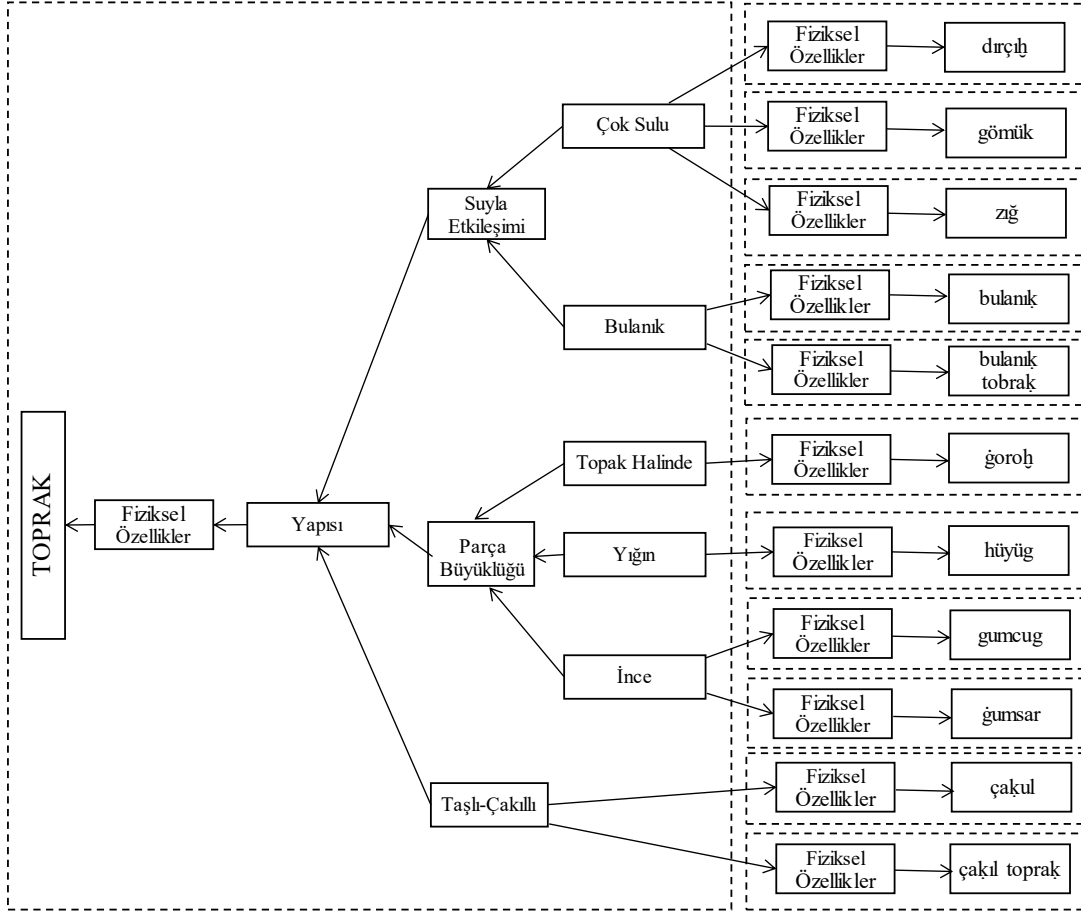 TOPRAK
Fiziksel
Özellikler
Yapısı
Suyla
Etkileşimi
Parça
Büyüklüğü
Taşlı-Çakıllı
Çok Sulu
Bulanık
Topak Halinde
Yığın
İnce
Fiziksel
Özellikler
dırçıḫ
Fiziksel
Özellikler
gömük
Fiziksel
Özellikler
zığ
Fiziksel
Özellikler
bulanıḳ
Fiziksel
Özellikler
bulanıḳ
tobraḳ
Fiziksel
Özellikler
ġoroḫ
Fiziksel
Özellikler
hüyüg
Fiziksel
Özellikler
gumcug
Fiziksel
Özellikler
ġumsar
Fiziksel
Özellikler
çaḳul
Fiziksel
Özellikler
çaḳıl topraḳ